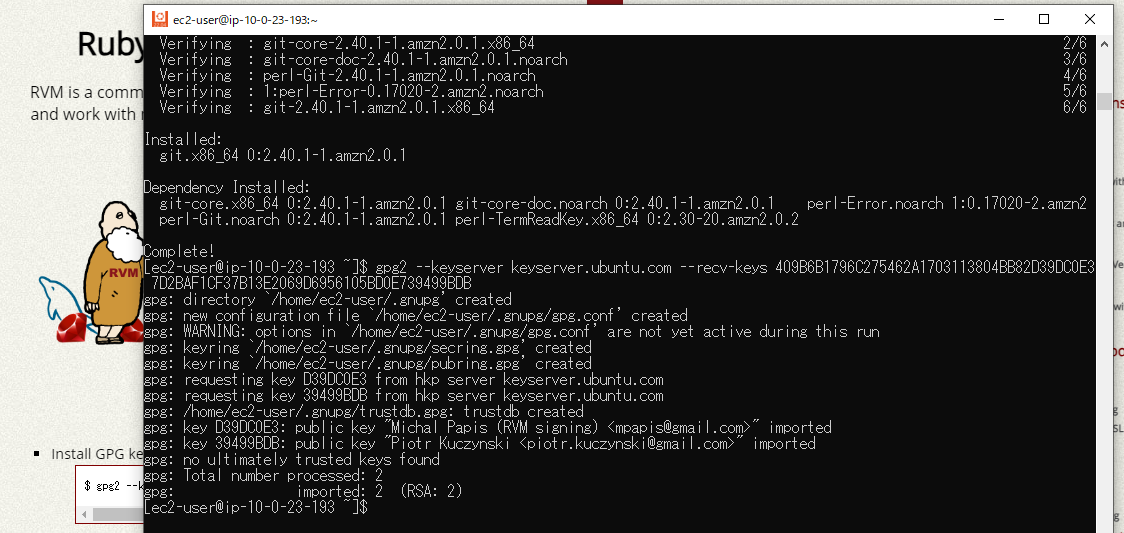 ec2-user@ip-10-0-23-193:~
Ruby
RVM is a comm
and work with
RVM
Install GPG ke
$ gpg2 --k
Verifying : git-core-2.40.1-1.amzn2.0.1.x86_64 2/6
Verifying : git-core-doc-2.40.1-1.amzn2.0.1.noarch 3/6
Verifying : perl-Git-2.40.1-1.amzn2.0.1.noarch 4/6
Verifying : 1:perl-Error-0.17020-2.amzn2.noarch 5/6
Verifying : git-2.40.1-1.amzn2.0.1.x86_64 6/6
Installed:
git.x86_64 0:2.40.1-1.amzn2.0.1
Dependency Installed:
git-core.x86_64 0:2.40.1-1.amzn2.0.1 git-core-doc.noarch 0:2.40.1-1.amzn2.0.1 perl-Error.noarch 1:0.17020-2.amzn2
perl-Git.noarch 0:2.40.1-1.amzn2.0.1 perl-TermReadKey.x86_64 0:2.30-20.amzn2.0.2
Complete!
[ec2-user@ip-10-0-23-193 ~]$ gpg2 --keyserver keyserver.ubuntu.com --recv-keys 409B6B1796C275462A1703113804BB82D39DC0E3
7D2BAF1CF37B13E2069D6956105BD0E739499BDB
gpg: directory `/home/ec2-user/.gnupg' created
gpg: new configuration file `/home/ec2-user/.gnupg/gpg.conf' created
gpg: WARNING: options in `/home/ec2-user/.gnupg/gpg.conf' are not yet active during this run
gpg: keyring `/home/ec2-user/.gnupg/secring.gpg' created
gpg: keyring `/home/ec2-user/.gnupg/pubring.gpg' created
gpg: requesting key D39DC0E3 from hkp server keyserver.ubuntu.com
gpg: requesting key 39499BDB from hkp server keyserver.ubuntu.com
gpg: /home/ec2-user/.gnupg/trustdb.gpg: trustdb created
gpg: key D39DC0E3: public key "Michal Papis (RVM signing) <mpapis@gmail.com>" imported
gpg: key 39499BDB: public key "Piotr Kuczynski <piotr.kuczynski@gmail.com>" imported
gpg: no ultimately trusted keys found
gpg: Total number processed: 2
gpg: imported: 2 (RSA: 2)
[ec2-user@ip-10-0-23-193 ~]$